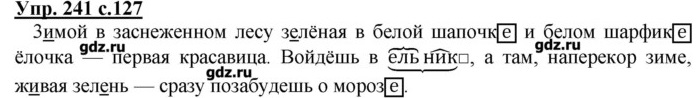 Упр. 241 с.127
Зимой в заснеженном лесу зелёная в белой шапочке и белом шарфике
gdz.ru gdz.ru
ёлочка — первая красавица. Войдёшь в ельник, а там, наперекор зиме,
живая зелень — сразу позабудешь о морозе.
gdz.ru